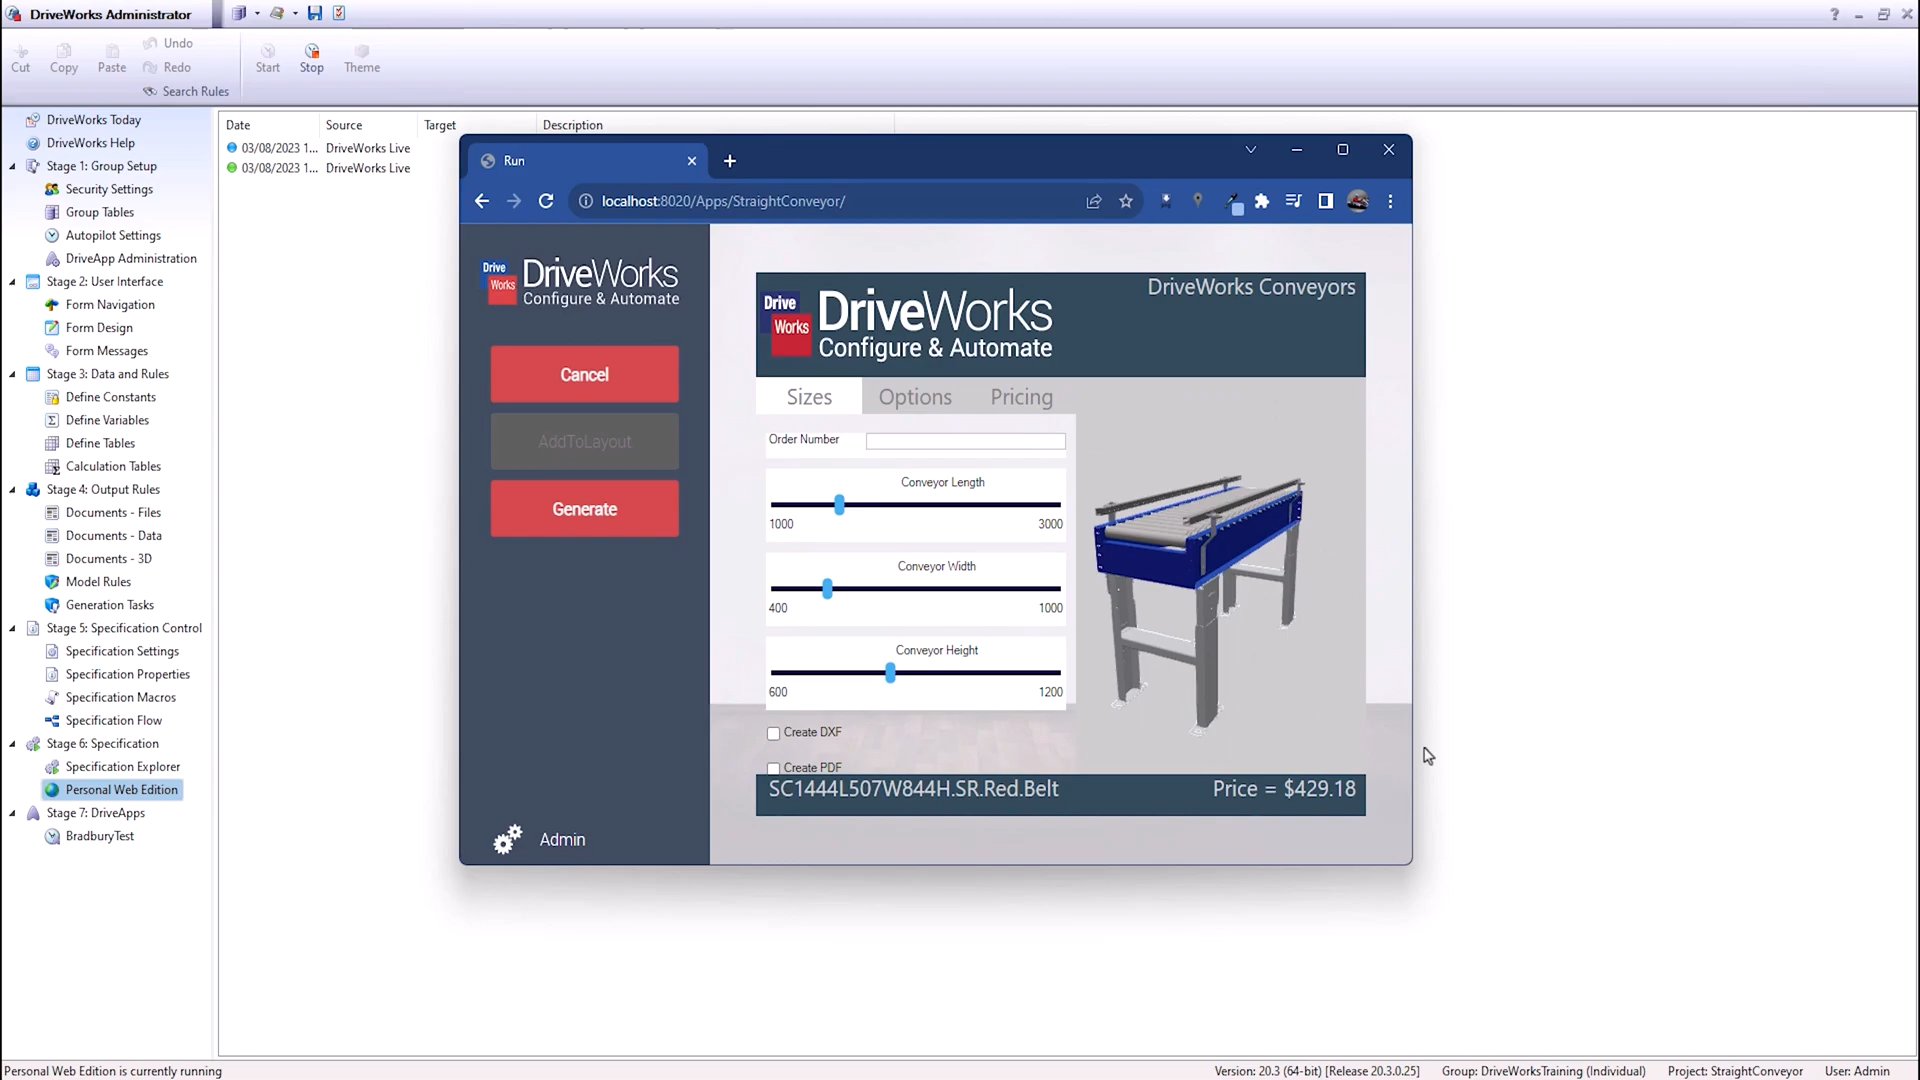 DriveWorks Administrator
Cut
Copy
Paste
Undo
Redo
Search Rules
Start
Stop
Theme
DriveWorks Today
DriveWorks Help
Stage 1: Group Setup
Security Settings
Group Tables
Autopilot Settings
DriveApp Administration
Stage 2: User Interface
Form Navigation
Form Design
Form Messages
Stage 3: Data and Rules
Define Constants
Define Variables
Define Tables
Calculation Tables
Stage 4: Output Rules
Documents - Files
Documents - Data
Documents - 3D
Model Rules
Generation Tasks
Stage 5: Specification Control
Specification Settings
Specification Properties
Specification Macros
Specification Flow
Stage 6: Specification
Specification Explorer
Personal Web Edition
Stage 7: DriveApps
BradburyTest
Date Source Target Description
03/08/2023 1... DriveWorks Live
03/08/2023 1... DriveWorks Live
Run
localhost:8020/Apps/StraightConveyor/
Drive Works DriveWorks
Configure & Automate
Cancel
AddToLayout
Generate
Admin
DriveWorks Conveyors
Drive Works DriveWorks
Configure & Automate
Sizes Options Pricing
Order Number
Conveyor Length
1000 3000
Conveyor Width
400 1000
Conveyor Height
600 1200
Create DXF
Create PDF
SC1444L507W844H.SR.Red.Belt Price = $429.18
Personal Web Edition is currently running Version: 20.3 (64-bit) [Release 20.3.0.25] Group: DriveWorksTraining (Individual) Project: StraightConveyor User: Admin